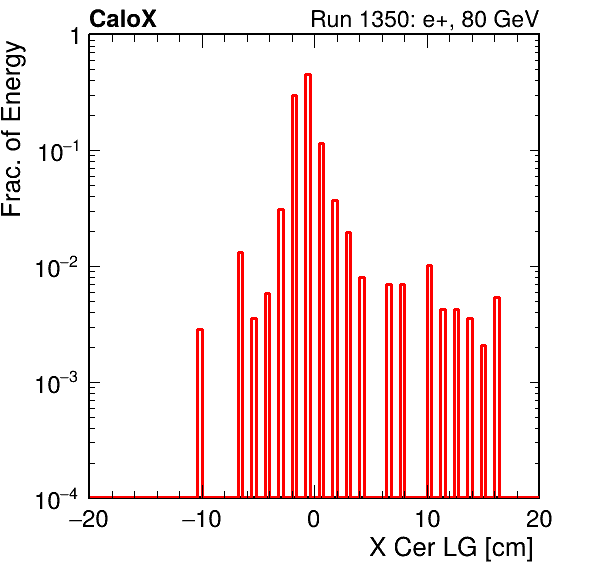 CaloX Run 1350: e+, 80 GeV
Frac. of Energy
1
10⁻¹
10⁻²
10⁻³
10⁻⁴
−20 −10 0 10 20
X Cer LG [cm]